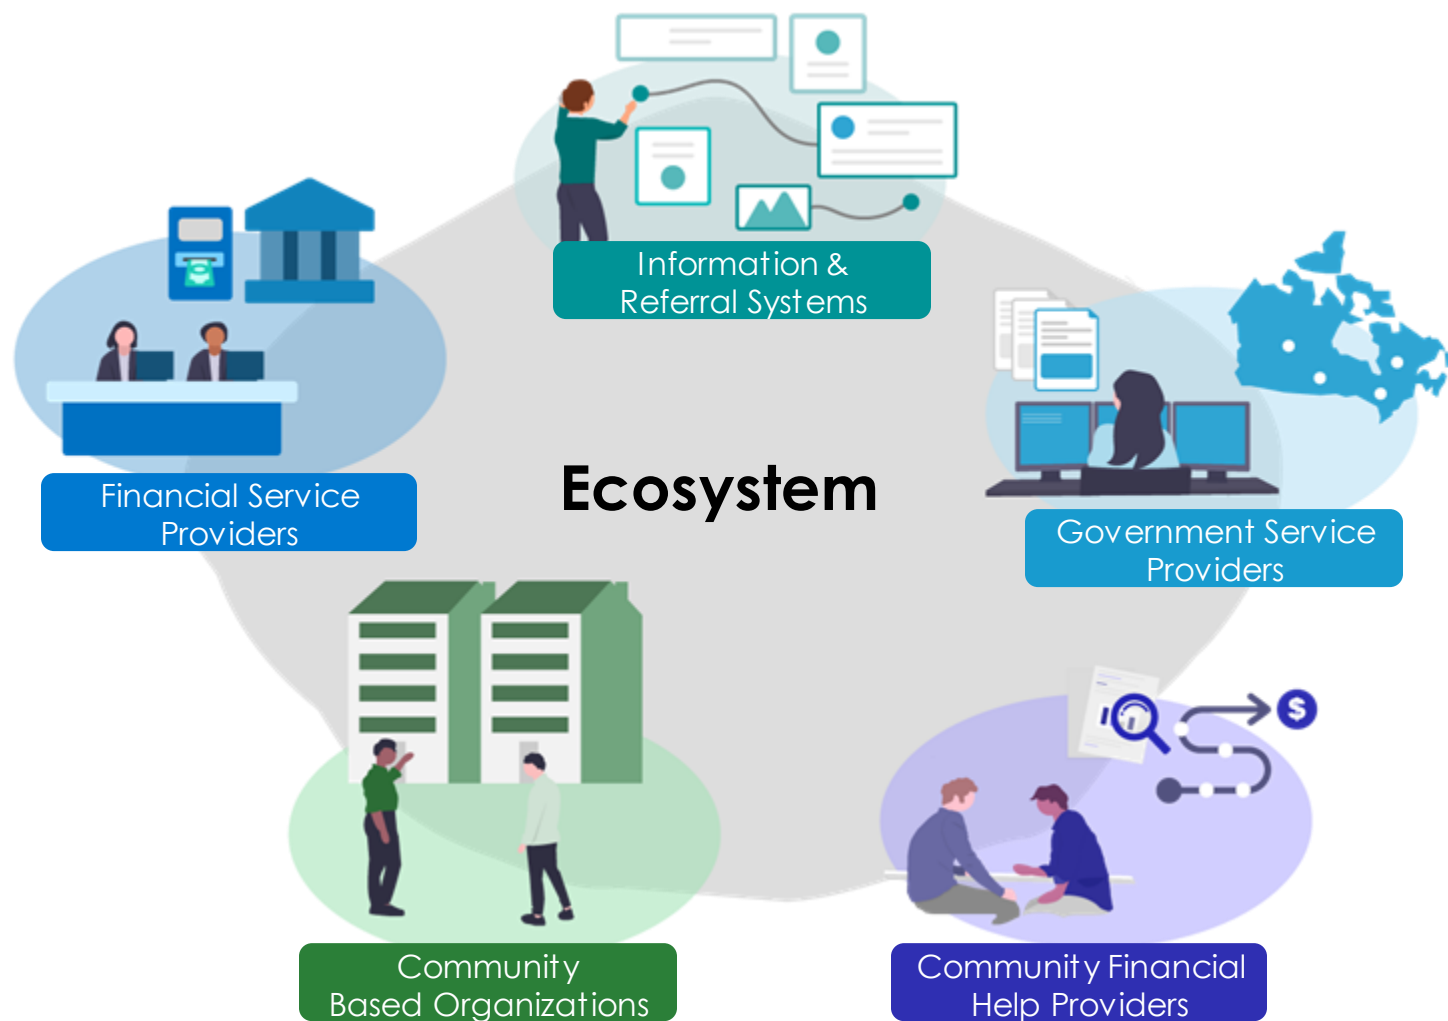 Information &
Referral Systems
Financial Service
Providers
Ecosystem
Government Service
Providers
Community
Based Organizations
Community Financial
Help Providers
$